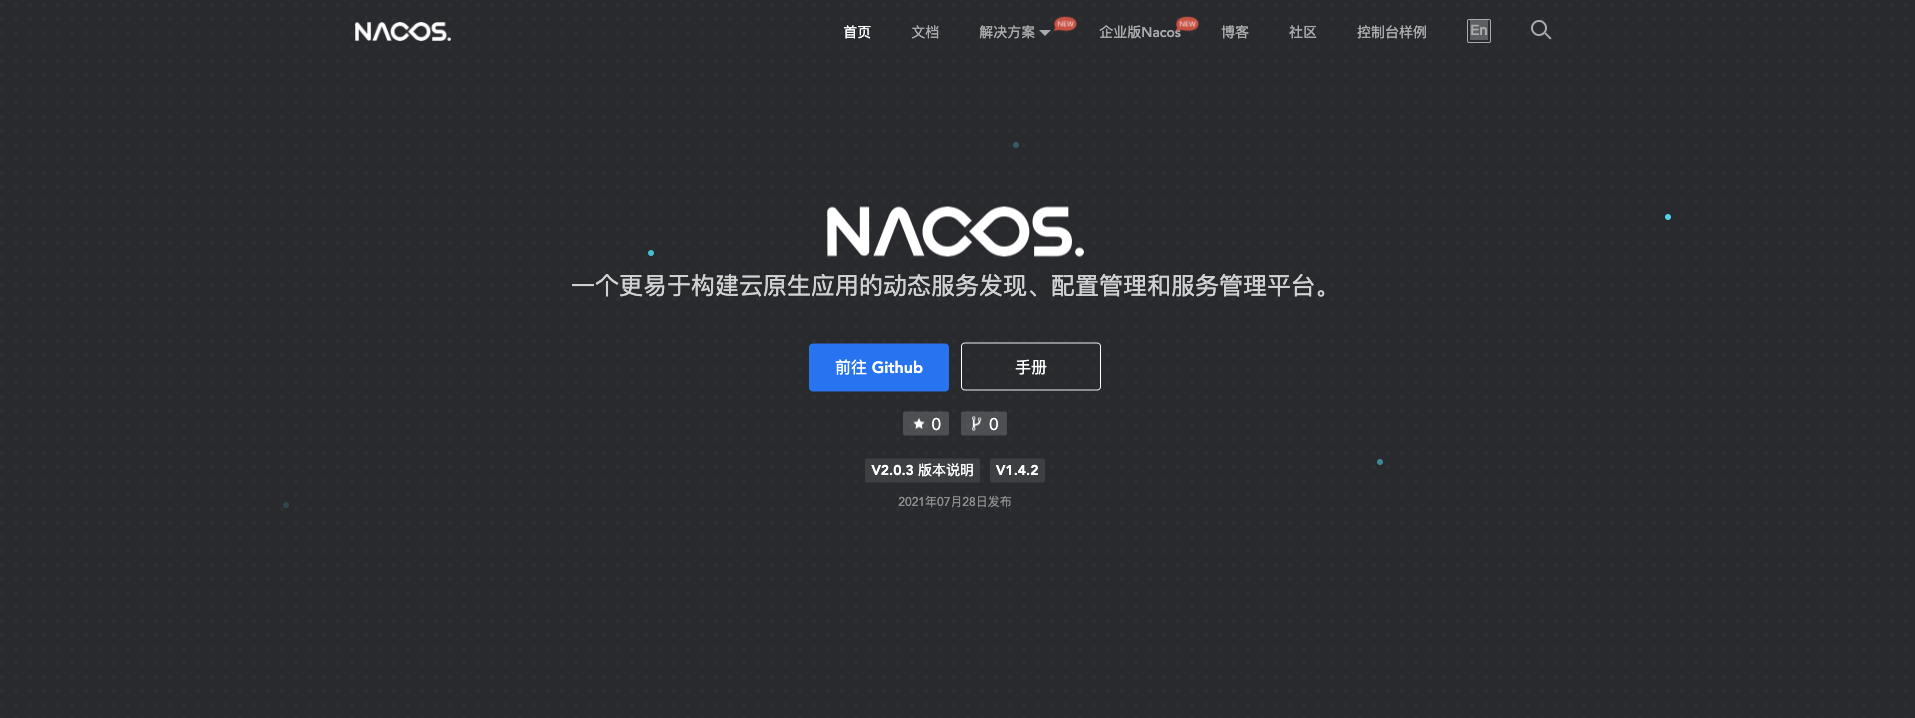 NACOS.
首页 文档 解决方案 NEW 企业版Nacos NEW 博客 社区 控制台样例 En
NACOS.
一个更易于构建云原生应用的动态服务发现、配置管理和服务管理平台。
前往 Github 手册
0 0
V2.0.3 版本说明 V1.4.2
2021年07月28日发布